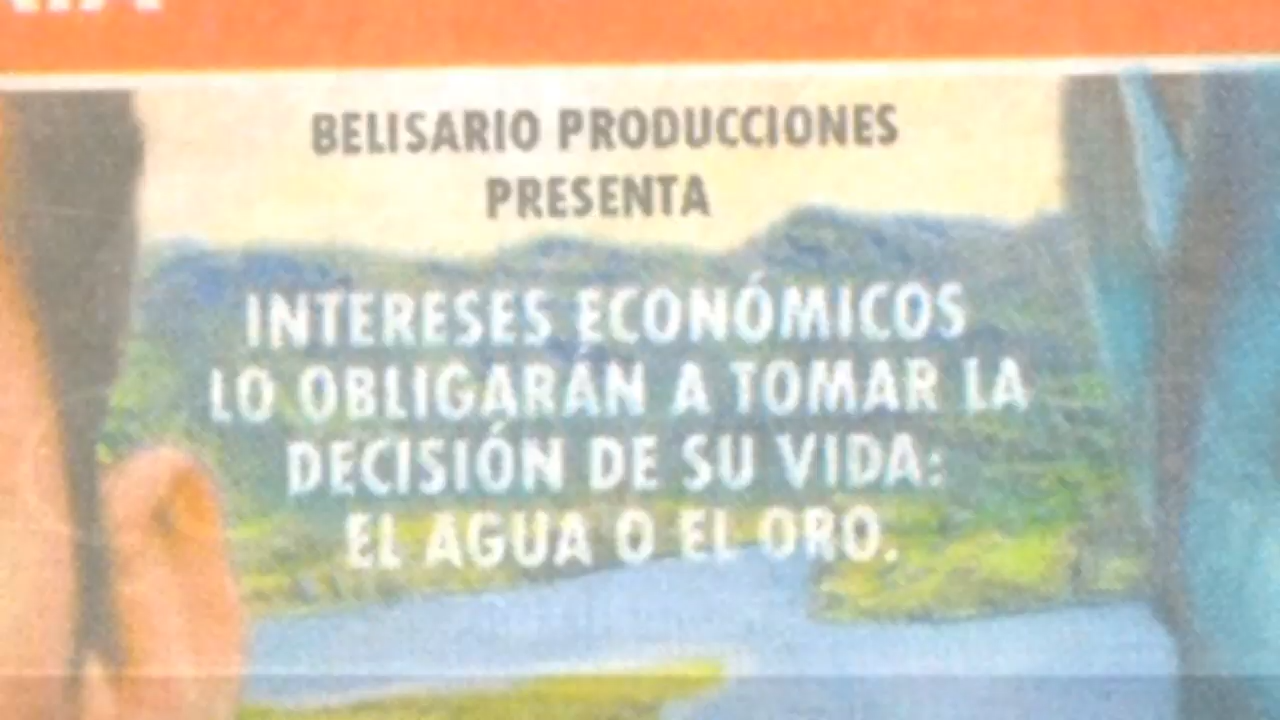 BELISARIO PRODUCCIONES
PRESENTA
INTERESES ECONÓMICOS
LO OBLIGARÁN A TOMAR LA
DECISIÓN DE SU VIDA:
EL AGUA O EL ORO.